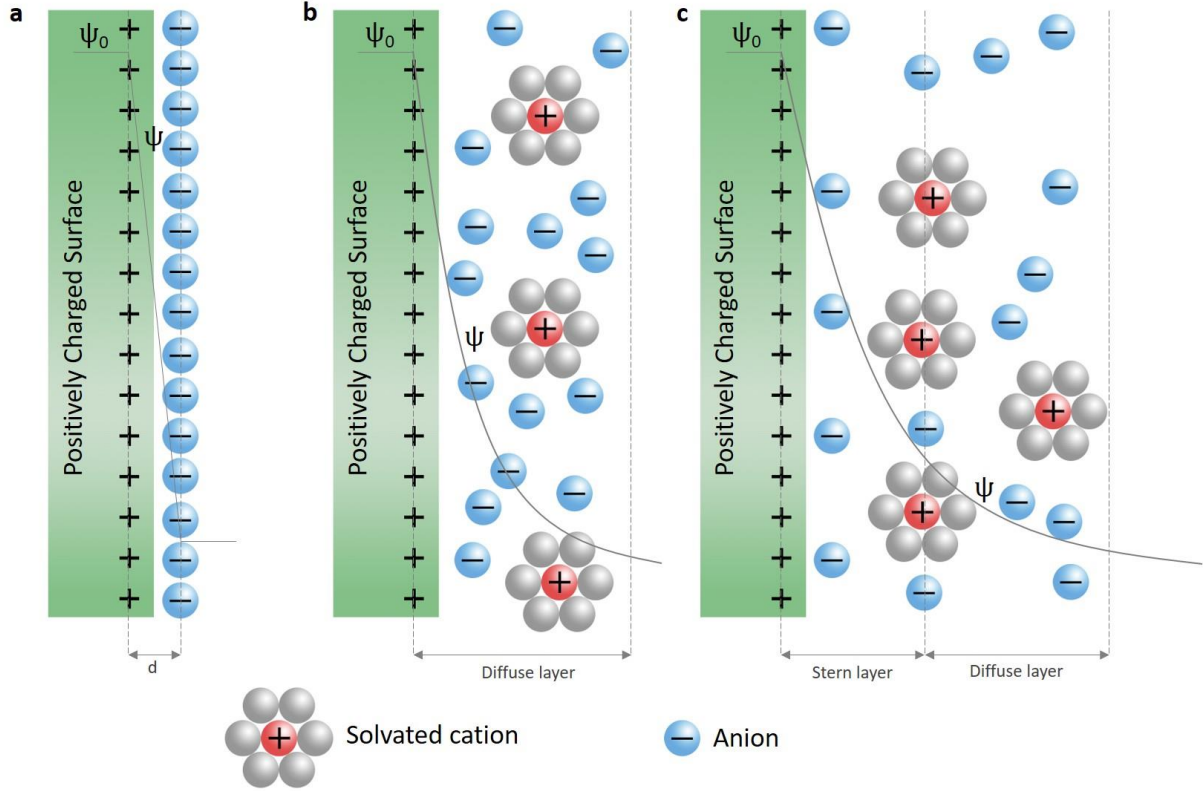 a
ψ0
ψ
Positively Charged Surface
d
b
ψ0
ψ
Positively Charged Surface
Diffuse layer
c
ψ0
ψ
Positively Charged Surface
Stern layer
Diffuse layer
Solvated cation
Anion